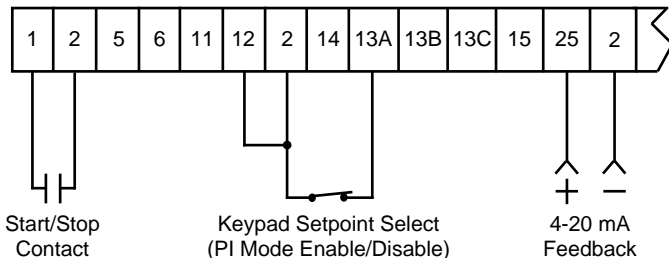 1 2 5 6 11 12 2 14 13A 13B 13C 15 25 2
+ −
Start/Stop Keypad Setpoint Select 4-20 mA
Contact (PI Mode Enable/Disable) Feedback